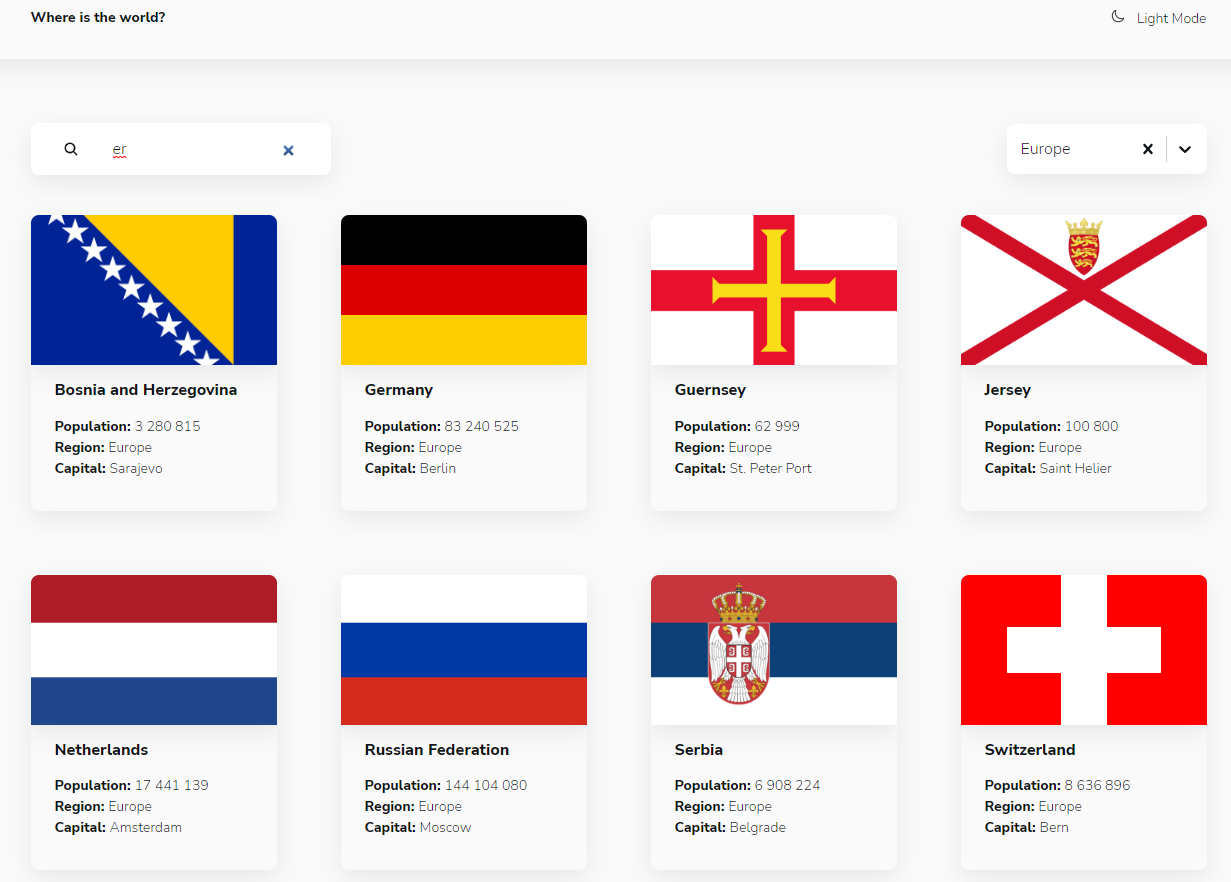 Where is the world?
Light Mode
er
Europe
Bosnia and Herzegovina
Population: 3 280 815
Region: Europe
Capital: Sarajevo
Germany
Population: 83 240 525
Region: Europe
Capital: Berlin
Guernsey
Population: 62 999
Region: Europe
Capital: St. Peter Port
Jersey
Population: 100 800
Region: Europe
Capital: Saint Helier
Netherlands
Population: 17 441 139
Region: Europe
Capital: Amsterdam
Russian Federation
Population: 144 104 080
Region: Europe
Capital: Moscow
Serbia
Population: 6 908 224
Region: Europe
Capital: Belgrade
Switzerland
Population: 8 636 896
Region: Europe
Capital: Bern